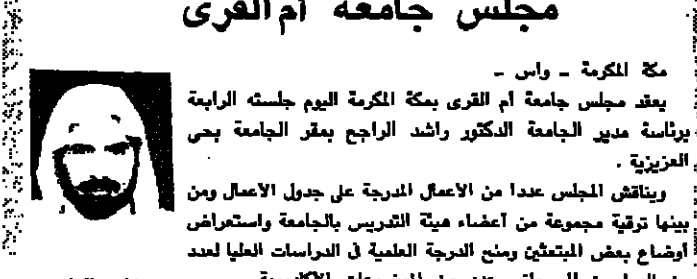 مجلس جامعة أم القرى
مكة المكرمة - واس -
يعقد مجلس جامعة أم القرى بمكة المكرمة اليوم جلسته الرابعة
برئاسة مدير الجامعة الدكتور راشد الراجح بمقر الجامعة بحي
العزيزية .
ويناقش المجلس عددا من الأعمال المدرجة على جدول الأعمال ومن
بينها ترقية مجموعة من أعضاء هيئة التدريس بالجامعة واستعراض
أوضاع بعض المبتعثين ومنح الدرجة العلمية في الدراسات العليا لعدد